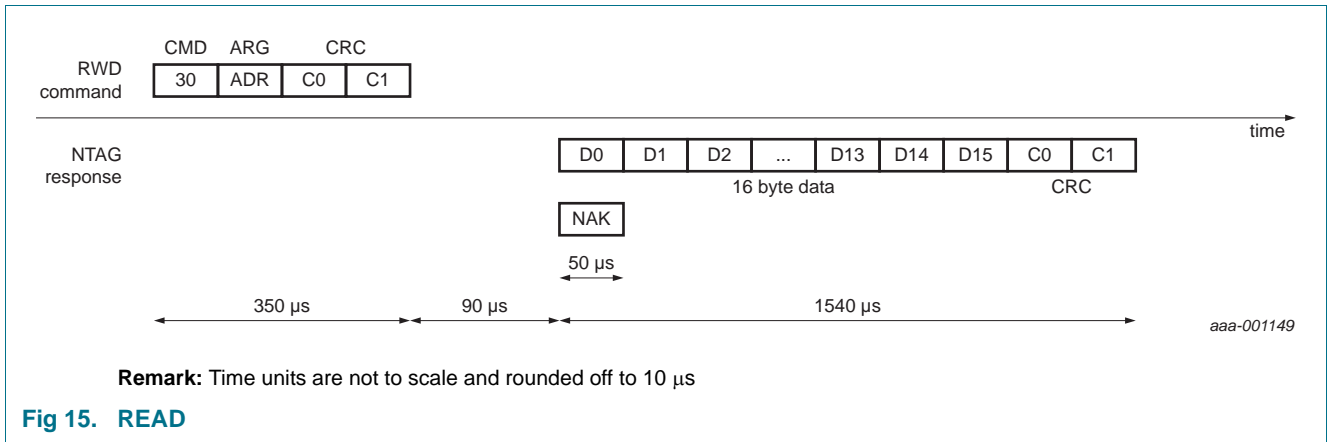 CMD ARG CRC
RWD command
30 ADR C0 C1
time
NTAG response
D0 D1 D2 ... D13 D14 D15 C0 C1
16 byte data CRC
NAK
50 µs
350 µs 90 µs 1540 µs
aaa-001149
Remark: Time units are not to scale and rounded off to 10 µs
Fig 15. READ